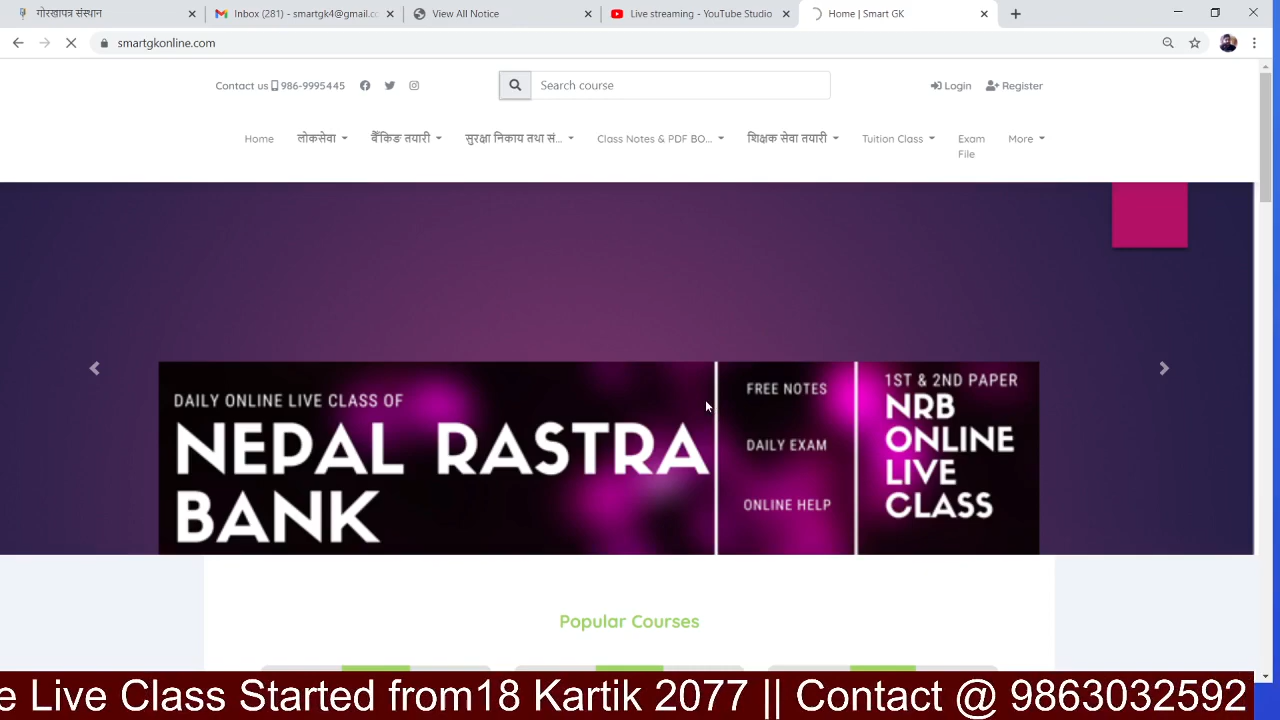 गोरखापत्र संस्थान
Inbox (281) - smartgk4@gmail.co
View All Notice
Live streaming - YouTube Studio
Home | Smart GK
smartgkonline.com
Contact us 986-9995445
Search course
Login
Register
Home
लोकसेवा
बैँकिङ तयारी
सुरक्षा निकाय तथा सं...
Class Notes & PDF BO...
शिक्षक सेवा तयारी
Tuition Class
Exam File
More
DAILY ONLINE LIVE CLASS OF
NEPAL RASTRA
BANK
FREE NOTES
DAILY EXAM
ONLINE HELP
1ST & 2ND PAPER
NRB
ONLINE
LIVE
CLASS
Popular Courses
e Live Class Started from18 Kartik 2077 || Contact @ 9863032592